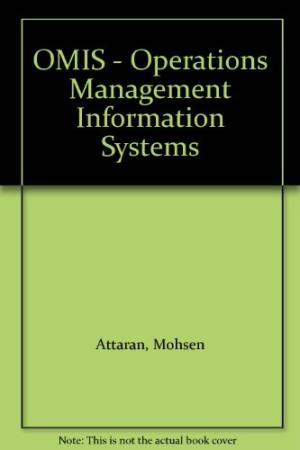 OMIS - Operations
Management
Information
Systems
Attaran, Mohsen
Note: This is not the actual book cover